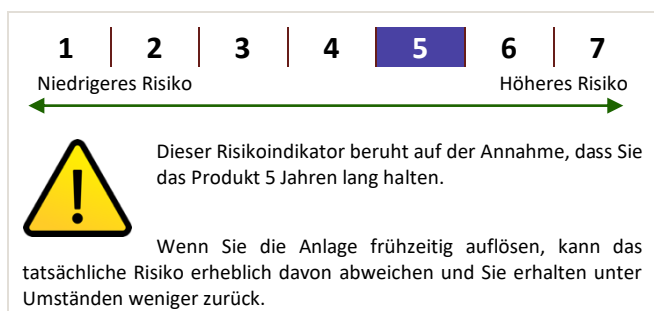 1 2 3 4 5 6 7
Niedrigeres Risiko Höheres Risiko
Dieser Risikoindikator beruht auf der Annahme, dass Sie
das Produkt 5 Jahren lang halten.
Wenn Sie die Anlage frühzeitig auflösen, kann das
tatsächliche Risiko erheblich davon abweichen und Sie erhalten unter
Umständen weniger zurück.